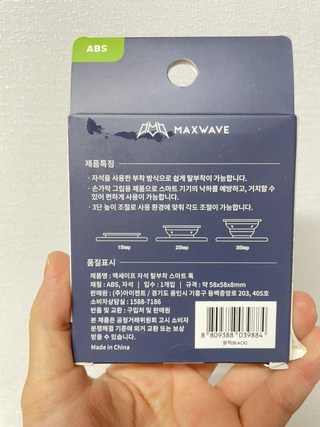 ABS
MAXWAVE
제품특징
· 자석을 사용한 부착 방식으로 쉽게 탈부착이 가능합니다.
· 손가락 그립용 제품으로 스마트 기기의 낙하를 예방하고, 거치할 수
있어 편하게 사용이 가능합니다.
· 3단 높이 조절로 사용 환경에 맞춰 각도 조절이 가능합니다.
1Step 2Step 3Step
품질표시
제품명 : 맥세이프 자석 탈부착 스마트 톡
재질 : ABS, 자석 | 입수 : 1개입 | 규격 : 약 58x58x8mm
판매원 : (주)아이젠트 / 경기도 용인시 기흥구 동백중앙로 203, 405호
소비자상담실 : 1588-7186
반품 및 교환 : 구입처 및 판매원
본 제품은 공정거래위원회 고시 소비자
분쟁해결 기준에 의거 교환 또는 보상
받을 수 있습니다.
Made in China
8 809388 039884
블랙(BLACK)